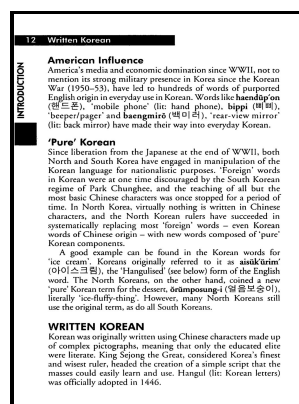 12 Written Korean
INTRODUCTION
American Influence
America's media and economic domination since WWII, not to
mention its strong military presence in Korea since the Korean
War (1950–53), have led to hundreds of words of purported
English origin in everyday use in Korean. Words like haendŭp'on
(핸드폰), 'mobile phone' (lit: hand phone), bippi (삐삐),
'beeper/pager' and baengmirŏ (백미러), 'rear-view mirror'
(lit: back mirror) have made their way into everyday Korean.
'Pure' Korean
Since liberation from the Japanese at the end of WWII, both
North and South Korea have engaged in manipulation of the
Korean language for nationalistic purposes. 'Foreign' words
in Korean were at one time discouraged by the South Korean
regime of Park Chunghee, and the teaching of all but the
most basic Chinese characters was once stopped for a period of
time. In North Korea, virtually nothing is written in Chinese
characters, and the North Korean rulers have succeeded in
systematically replacing most 'foreign' words – even Korean
words of Chinese origin – with new words composed of 'pure'
Korean components.
A good example can be found in the Korean words for
'ice cream'. Koreans originally referred to it as aisŭk'ŭrim
(아이스크림), the 'Hangulised' (see below) form of the English
word. The North Koreans, on the other hand, coined a new
'pure' Korean term for the dessert, ŏrŭmposung-i (얼음보숭이),
literally 'ice-fluffy-thing'. However, many North Koreans still
use the original term, as do all South Koreans.
WRITTEN KOREAN
Korean was originally written using Chinese characters made up
of complex pictographs, meaning that only the educated elite
were literate. King Sejong the Great, considered Korea's finest
and wisest ruler, headed the creation of a simple script that the
masses could easily learn and use. Hangul (lit: Korean letters)
was officially adopted in 1446.